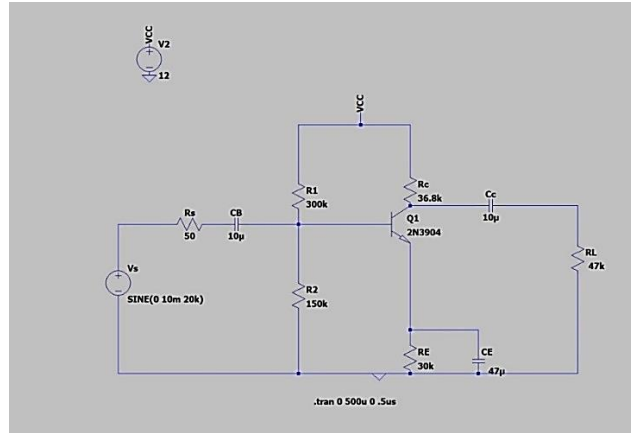 VCC
V2
12
VCC
R1
300k
Rc
36.8k
Q1
2N3904
Cc
10µ
Rs
50
CB
10µ
RL
47k
Vs
SINE(0 10m 20k)
R2
150k
RE
30k
CE
47µ
.tran 0 500u 0 .5us